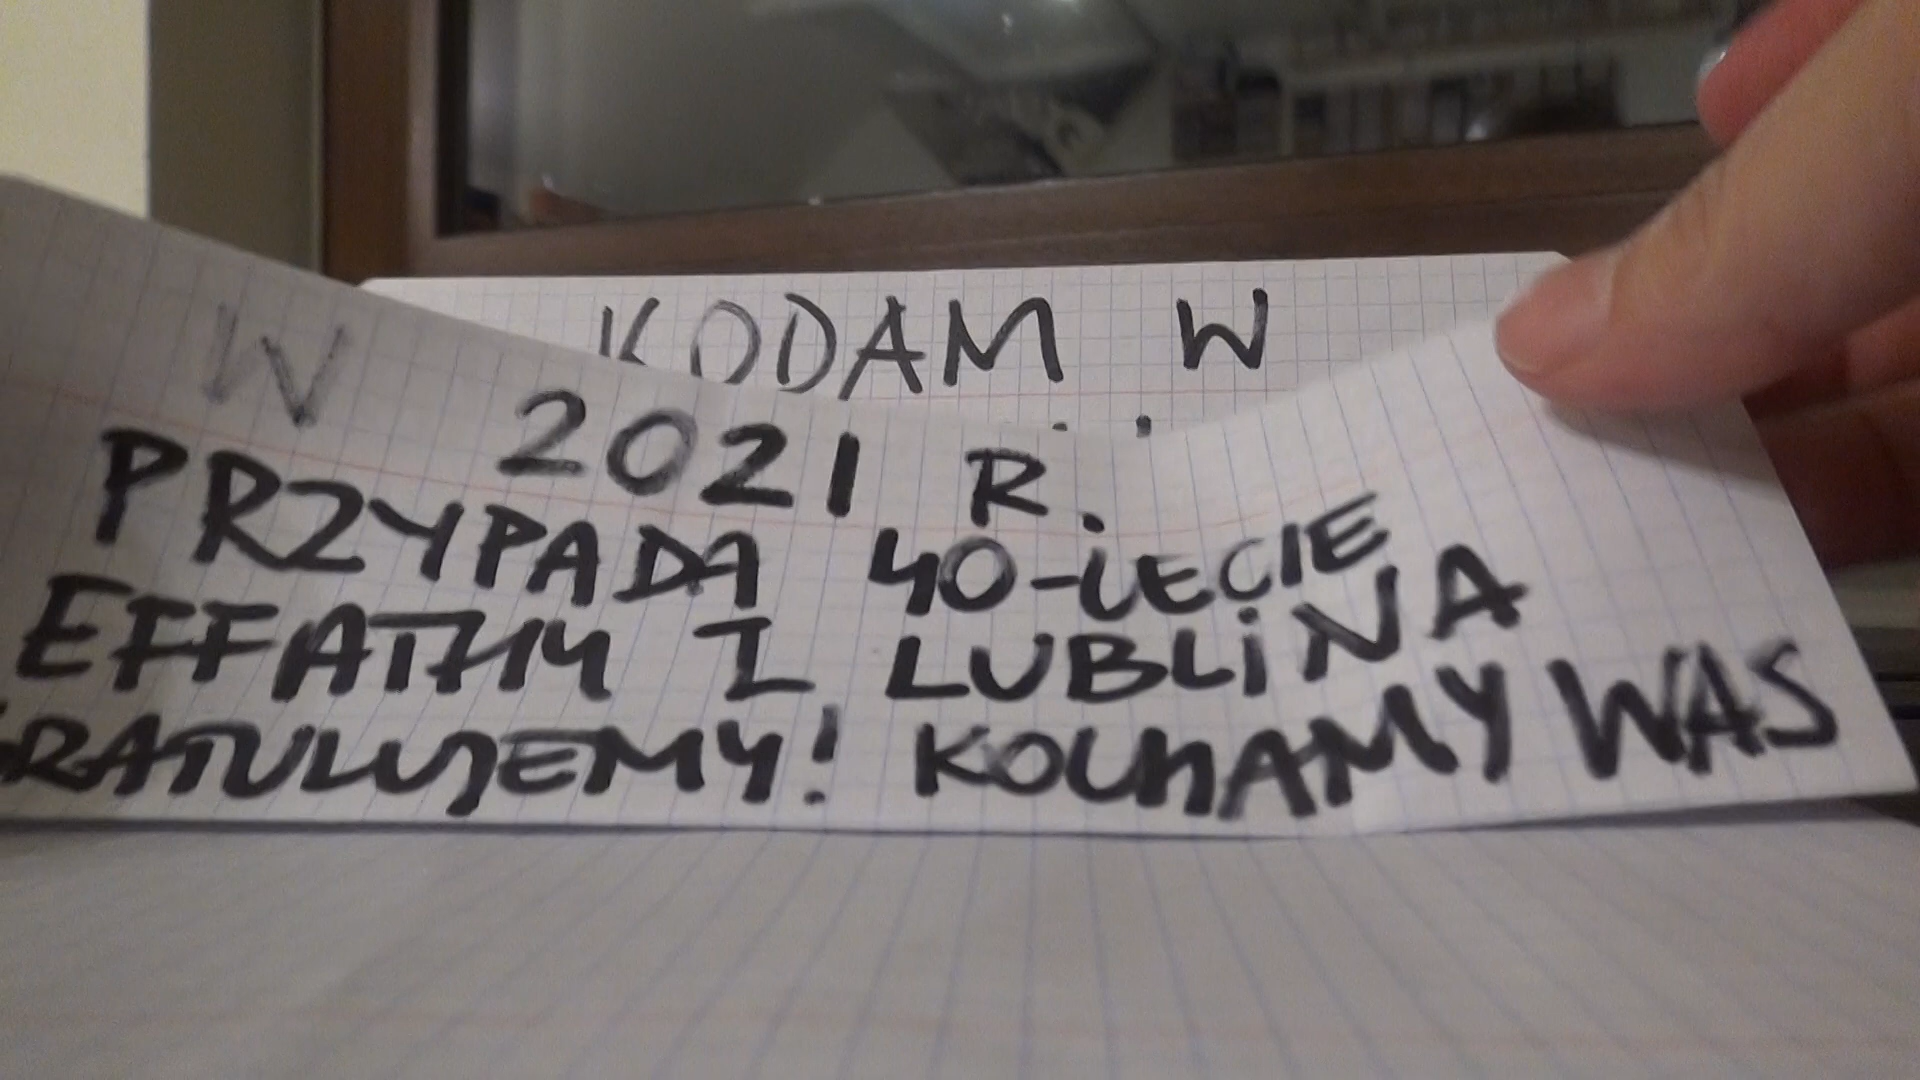 KODAM W
W 2021 R.
PRZYPADA 40-LECIE
EFFATHY Z LUBLINA
RATULUJEMY! KOCHAMY WAS